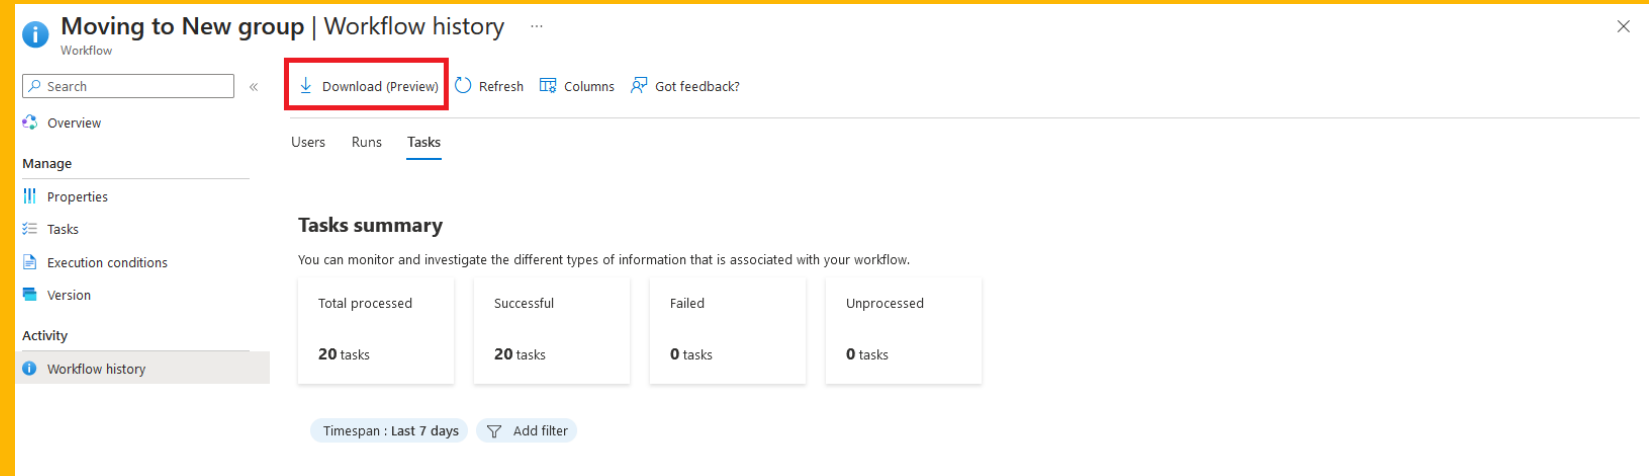 Moving to New group | Workflow history ...
Workflow
Search «
Download (Preview) Refresh Columns Got feedback?
Overview
Users Runs Tasks
Manage
Properties
Tasks
Execution conditions
Version
Activity
Workflow history
Tasks summary
You can monitor and investigate the different types of information that is associated with your workflow.
Total processed Successful Failed Unprocessed
20 tasks 20 tasks 0 tasks 0 tasks
Timespan : Last 7 days Add filter